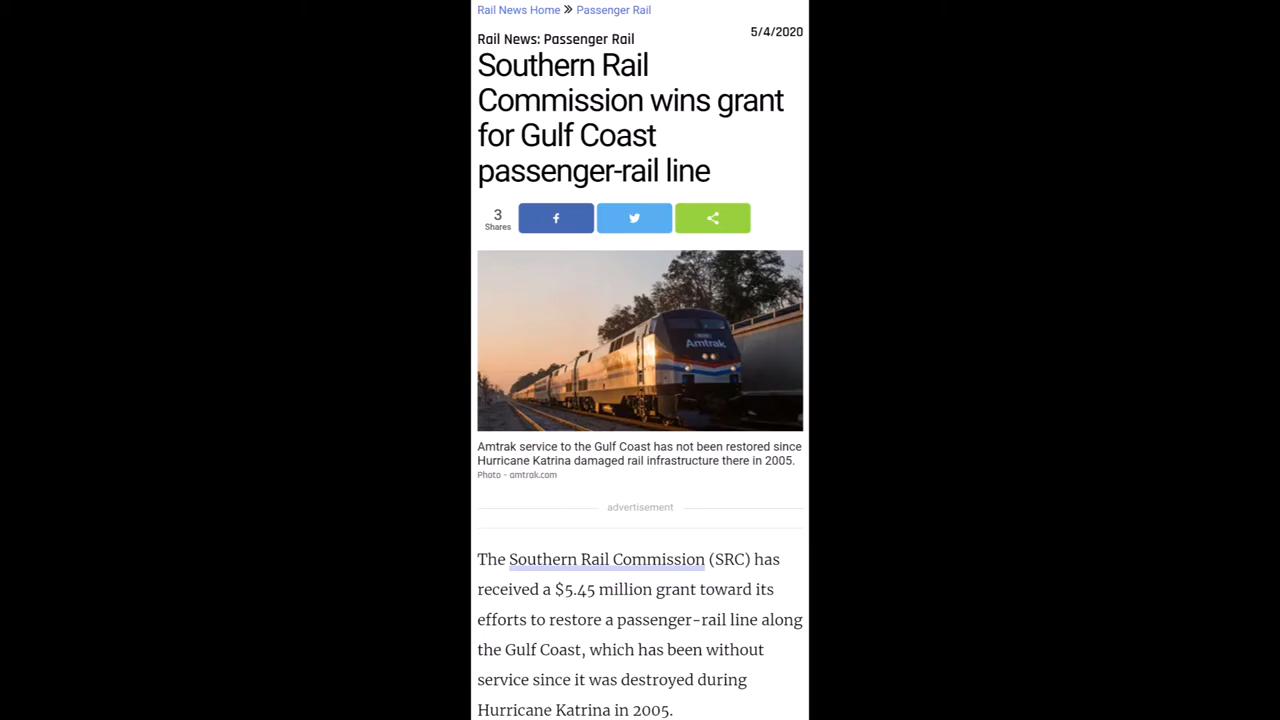 Rail News Home » Passenger Rail
5/4/2020
Rail News: Passenger Rail
Southern Rail
Commission wins grant
for Gulf Coast
passenger-rail line
3
Shares
Amtrak
Amtrak service to the Gulf Coast has not been restored since
Hurricane Katrina damaged rail infrastructure there in 2005.
Photo – amtrak.com
advertisement
The Southern Rail Commission (SRC) has
received a $5.45 million grant toward its
efforts to restore a passenger-rail line along
the Gulf Coast, which has been without
service since it was destroyed during
Hurricane Katrina in 2005.